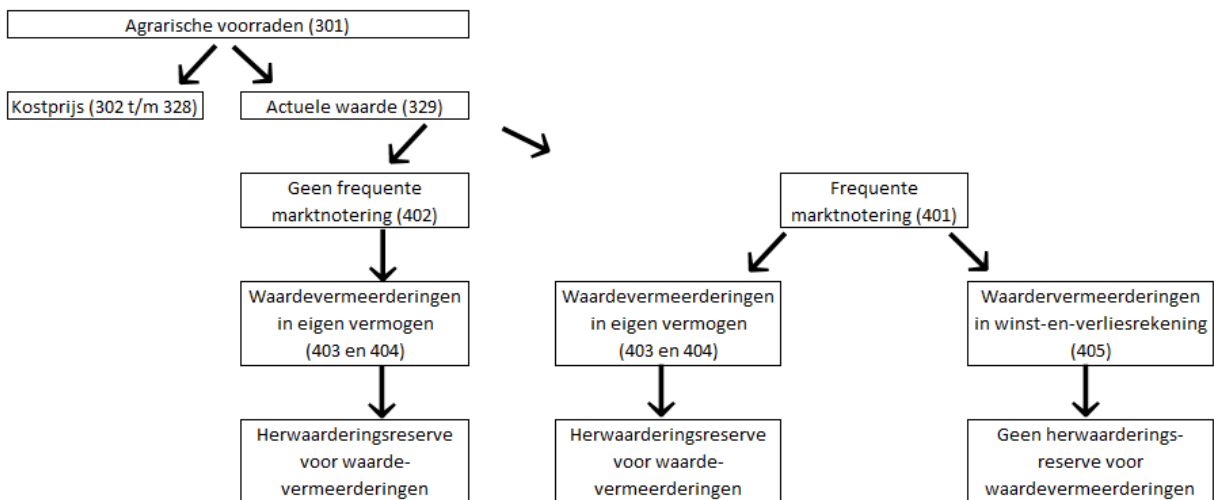 Agrarische voorraden (301)
Kostprijs (302 t/m 328)
Actuele waarde (329)
Geen frequente
marktnotering (402)
Frequente
marktnotering (401)
Waardevermeerderingen
in eigen vermogen
(403 en 404)
Waardevermeerderingen
in eigen vermogen
(403 en 404)
Waardervermeerderingen
in winst-en-verliesrekening
(405)
Herwaarderingsreserve
voor waarde-
vermeerderingen
Herwaarderingsreserve
voor waarde-
vermeerderingen
Geen herwaarderings-
reserve voor
waardevermeerderingen